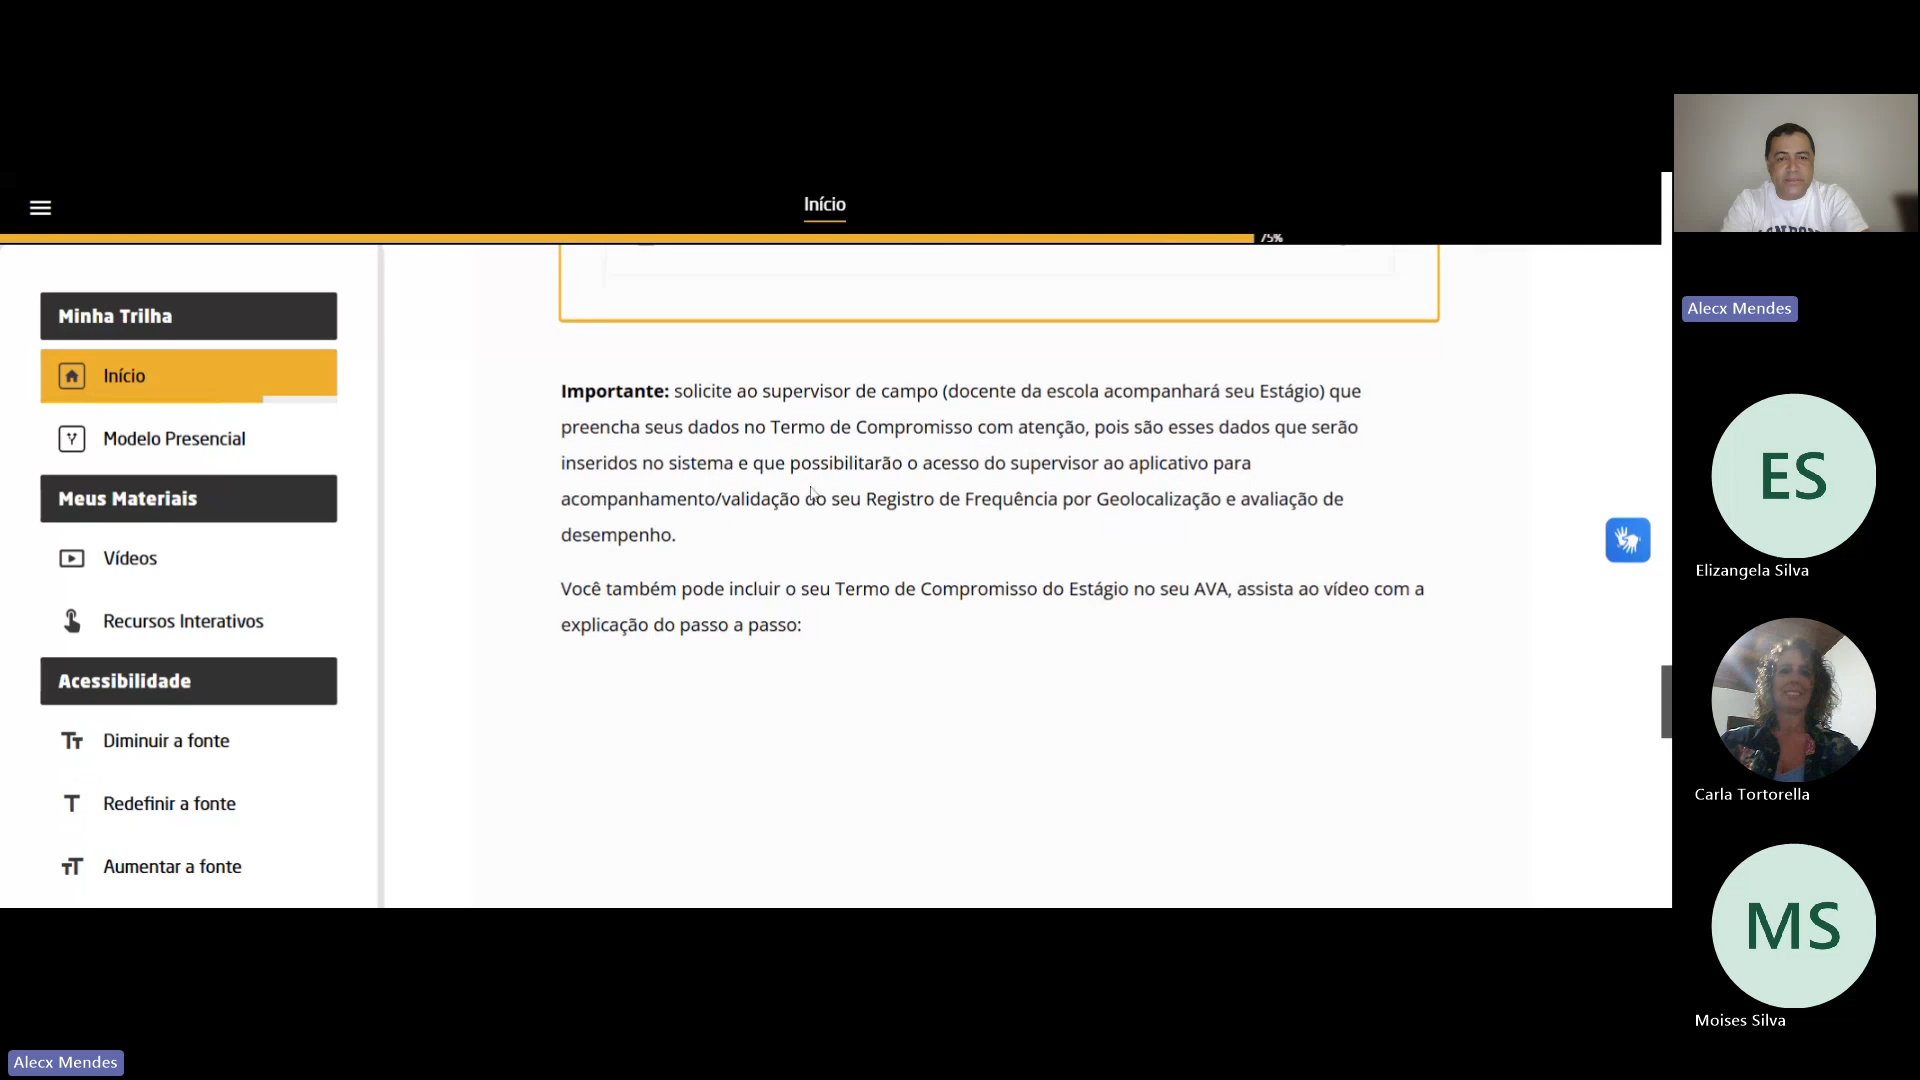 Início
75%
Minha Trilha
Início
Modelo Presencial
Meus Materiais
Vídeos
Recursos Interativos
Acessibilidade
Diminuir a fonte
Redefinir a fonte
Aumentar a fonte
Importante: solicite ao supervisor de campo (docente da escola acompanhará seu Estágio) que
preencha seus dados no Termo de Compromisso com atenção, pois são esses dados que serão
inseridos no sistema e que possibilitarão o acesso do supervisor ao aplicativo para
acompanhamento/validação do seu Registro de Frequência por Geolocalização e avaliação de
desempenho.
Você também pode incluir o seu Termo de Compromisso do Estágio no seu AVA, assista ao vídeo com a
explicação do passo a passo:
Alecx Mendes
ES
Elizangela Silva
Carla Tortorella
MS
Moises Silva
Alecx Mendes